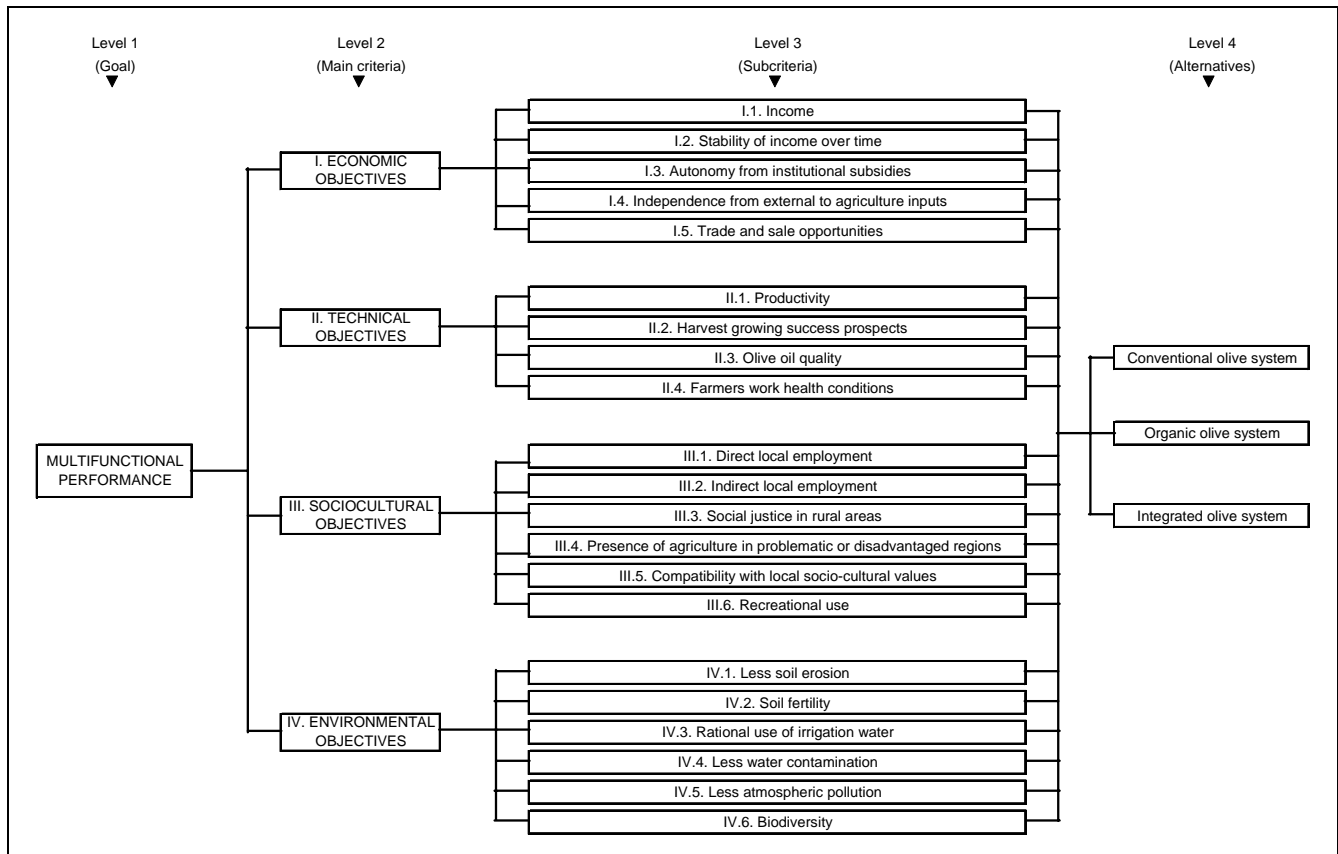 Level 1
(Goal)
Level 2
(Main criteria)
Level 3
(Subcriteria)
Level 4
(Alternatives)
MULTIFUNCTIONAL
PERFORMANCE
I. ECONOMIC
OBJECTIVES
I.1. Income
I.2. Stability of income over time
I.3. Autonomy from institutional subsidies
I.4. Independence from external to agriculture inputs
I.5. Trade and sale opportunities
II. TECHNICAL
OBJECTIVES
II.1. Productivity
II.2. Harvest growing success prospects
II.3. Olive oil quality
II.4. Farmers work health conditions
III. SOCIOCULTURAL
OBJECTIVES
III.1. Direct local employment
III.2. Indirect local employment
III.3. Social justice in rural areas
III.4. Presence of agriculture in problematic or disadvantaged regions
III.5. Compatibility with local socio-cultural values
III.6. Recreational use
IV. ENVIRONMENTAL
OBJECTIVES
IV.1. Less soil erosion
IV.2. Soil fertility
IV.3. Rational use of irrigation water
IV.4. Less water contamination
IV.5. Less atmospheric pollution
IV.6. Biodiversity
Conventional olive system
Organic olive system
Integrated olive system